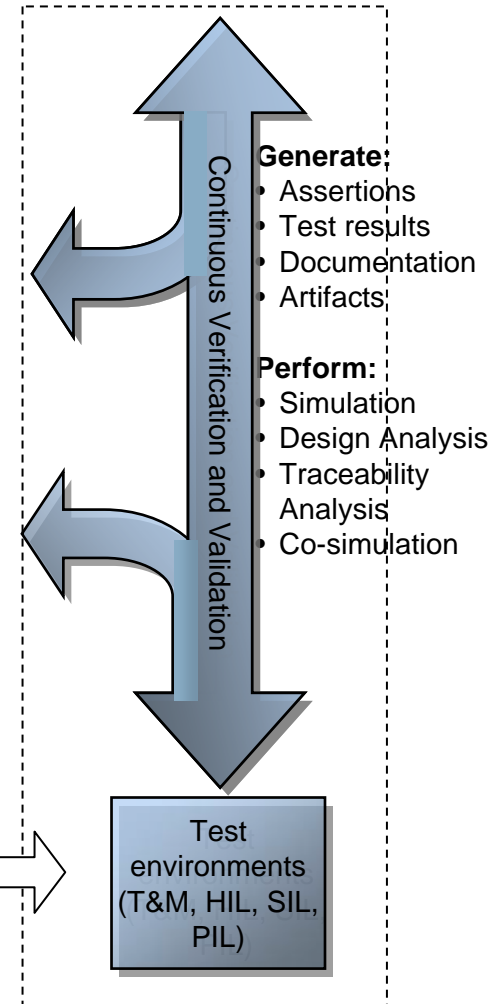 Continuous Verification and Validation
Generate:
• Assertions
• Test results
• Documentation
• Artifacts
Perform:
• Simulation
• Design Analysis
• Traceability
Analysis
• Co-simulation
Test
environments
(T&M, HIL, SIL,
PIL)